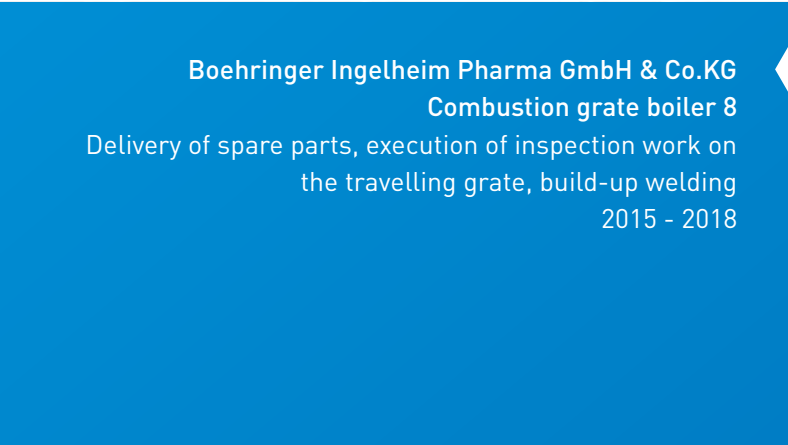 Boehringer Ingelheim Pharma GmbH & Co.KG
Combustion grate boiler 8
Delivery of spare parts, execution of inspection work on
the travelling grate, build-up welding
2015 - 2018